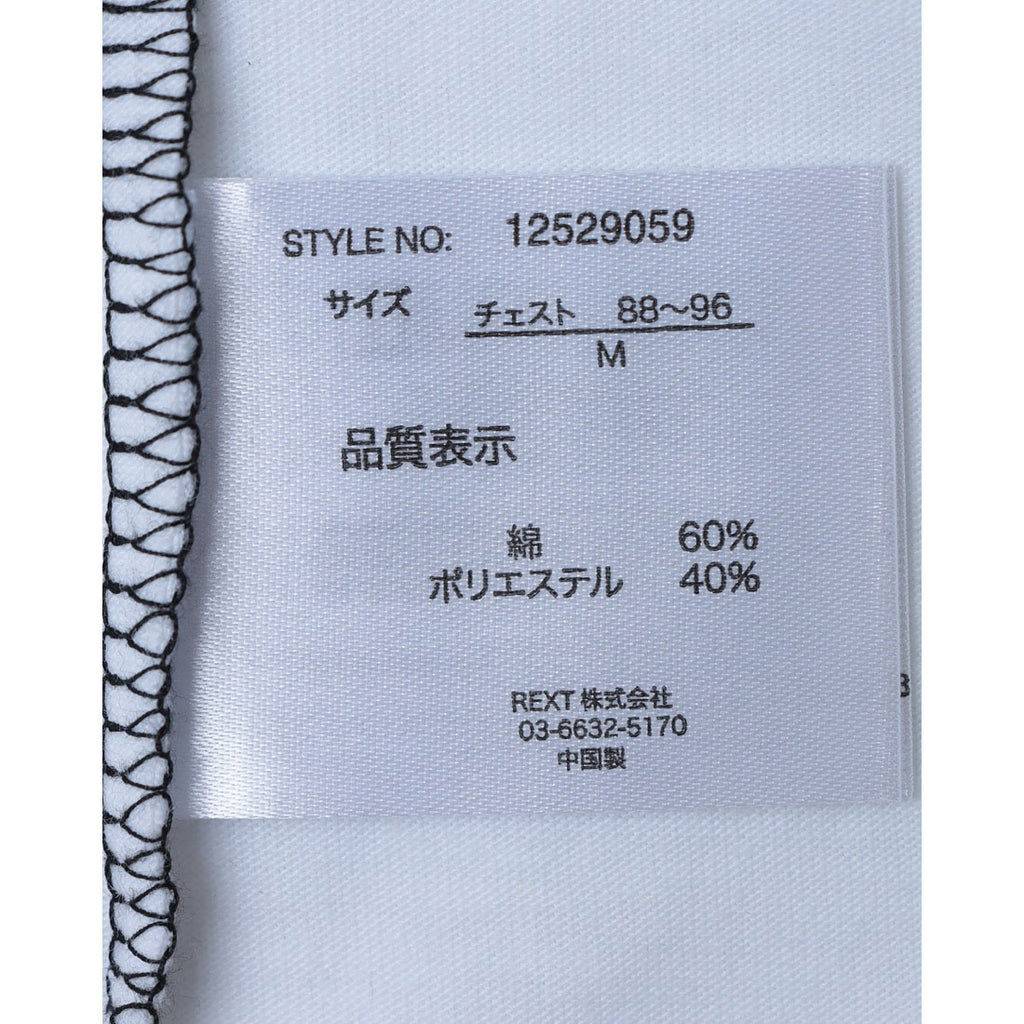 STYLE NO: 12529059
サイズ チェスト 88～96
M
品質表示
綿 60%
ポリエステル 40%
REXT 株式会社
03-6632-5170
中国製